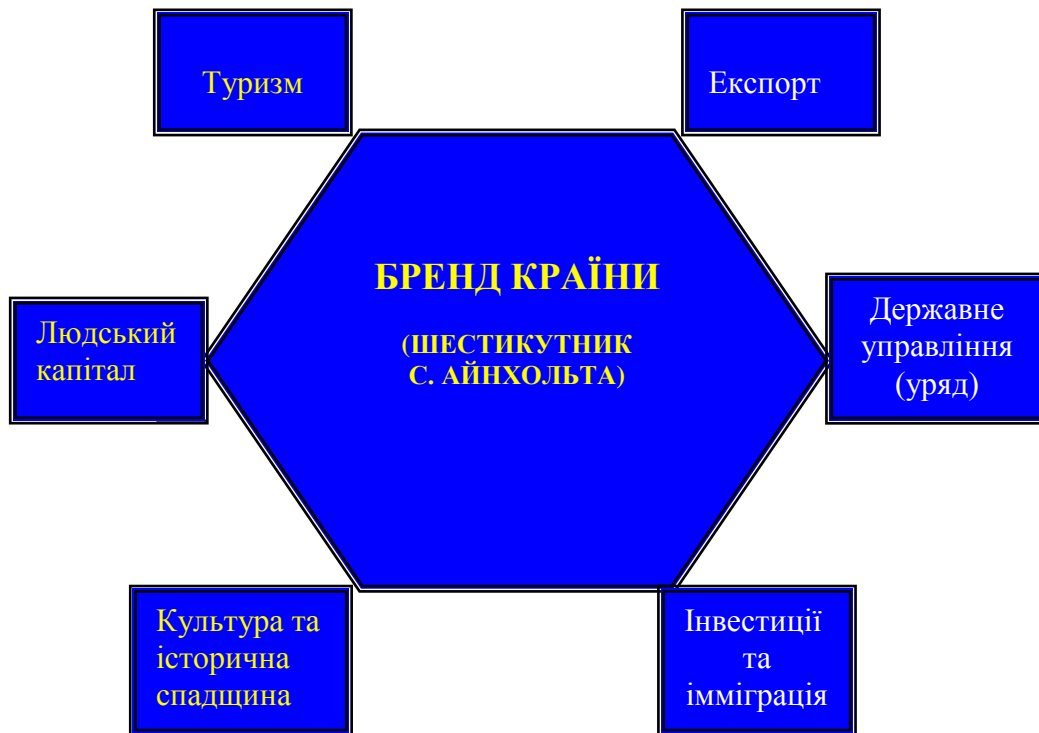 Туризм
Експорт
БРЕНД КРАЇНИ
(ШЕСТИКУТНИК
С. АЙНХОЛЬТА)
Людський
капітал
Державне
управління
(уряд)
Культура та
історична
спадщина
Інвестиції
та
імміграція